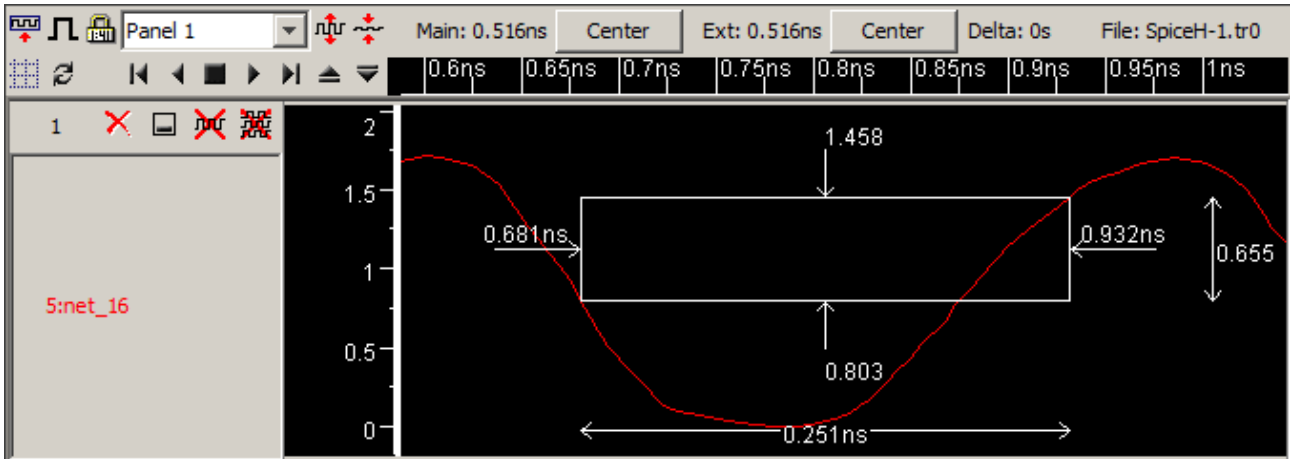 Panel 1 Main: 0.516ns Center Ext: 0.516ns Center Delta: 0s File: SpiceH-1.tr0
0.6ns 0.65ns 0.7ns 0.75ns 0.8ns 0.85ns 0.9ns 0.95ns 1ns
1
2
1.458
1.5
0.681ns 0.932ns
0.655
1
5:net_16
0.5
0.803
0
0.251ns